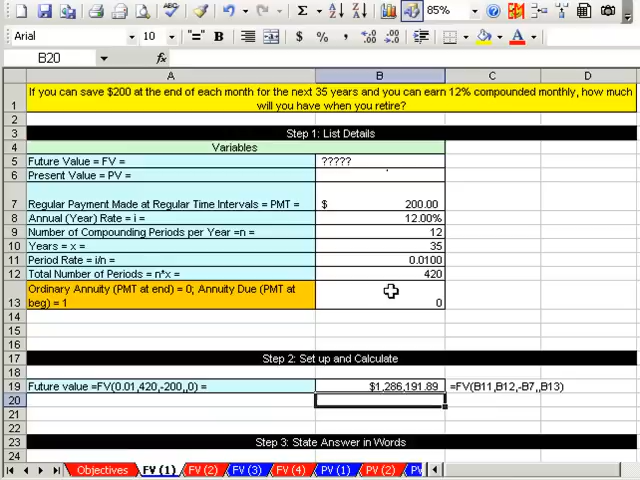 85%
Arial 10 B $ %
B20 fx
A B C D
1 If you can save $200 at the end of each month for the next 35 years and you can earn 12% compounded monthly, how much
will you have when you retire?
2
3 Step 1: List Details
4 Variables
5 Future Value = FV = ?????
6 Present Value = PV =
7 Regular Payment Made at Regular Time Intervals = PMT = $ 200.00
8 Annual (Year) Rate = i = 12.00%
9 Number of Compounding Periods per Year =n = 12
10 Years = x = 35
11 Period Rate = i/n = 0.0100
12 Total Number of Periods = n*x = 420
Ordinary Annuity (PMT at end) = 0; Annuity Due (PMT at
13 beg) = 1 0
14
15
16
17 Step 2: Set up and Calculate
18
19 Future value =FV(0.01,420,-200,,0) = $1,286,191.89 =FV(B11,B12,-B7,,B13)
20
21
22
23 Step 3: State Answer in Words
24
Objectives FV (1) FV (2) FV (3) FV (4) PV (1) PV (2) PV